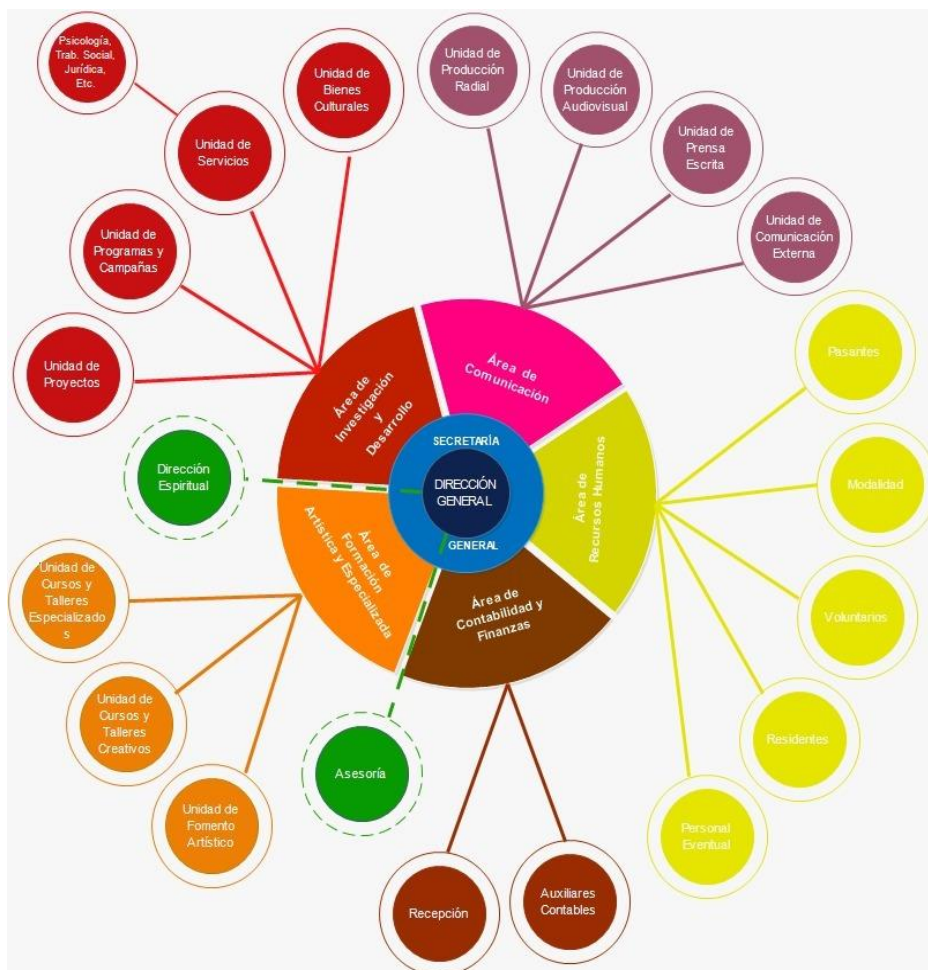 Psicología,
Trab. Social,
Jurídica,
Etc.
Unidad de
Servicios
Unidad de
Bienes
Culturales
Unidad de
Programas y
Campañas
Unidad de
Proyectos
Unidad de
Producción
Radial
Unidad de
Producción
Audiovisual
Unidad de
Prensa
Escrita
Unidad de
Comunicación
Externa
Pasantes
Modalidad
Voluntarios
Residentes
Personal
Eventual
Área de
Investigación
y
Desarrollo
Área de
Comunicación
Área de
Recursos Humanos
Área de
Contabilidad y
Finanzas
Área de
Formación
Artística y Especializada
SECRETARÍA
DIRECCIÓN
GENERAL
GENERAL
Dirección
Espiritual
Asesoría
Unidad de
Cursos y
Talleres
Especializado
s
Unidad de
Cursos y
Talleres
Creativos
Unidad de
Fomento
Artístico
Recepción
Auxiliares
Contables